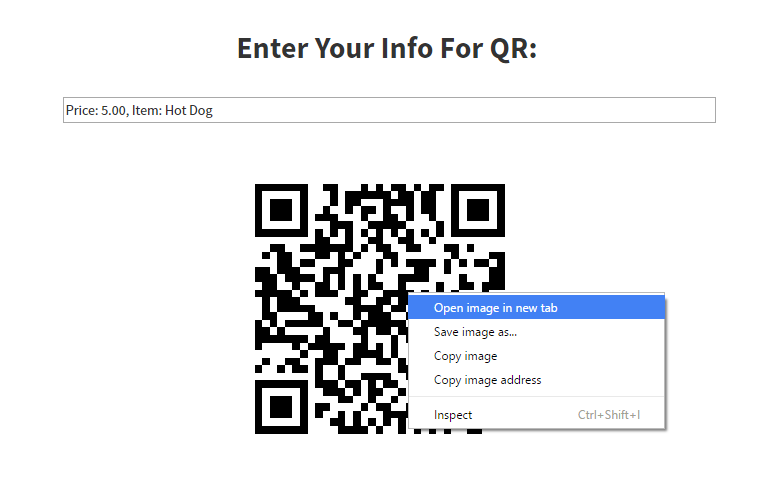 Enter Your Info For QR:
Price: 5.00, Item: Hot Dog
Open image in new tab
Save image as...
Copy image
Copy image address
Inspect Ctrl+Shift+I